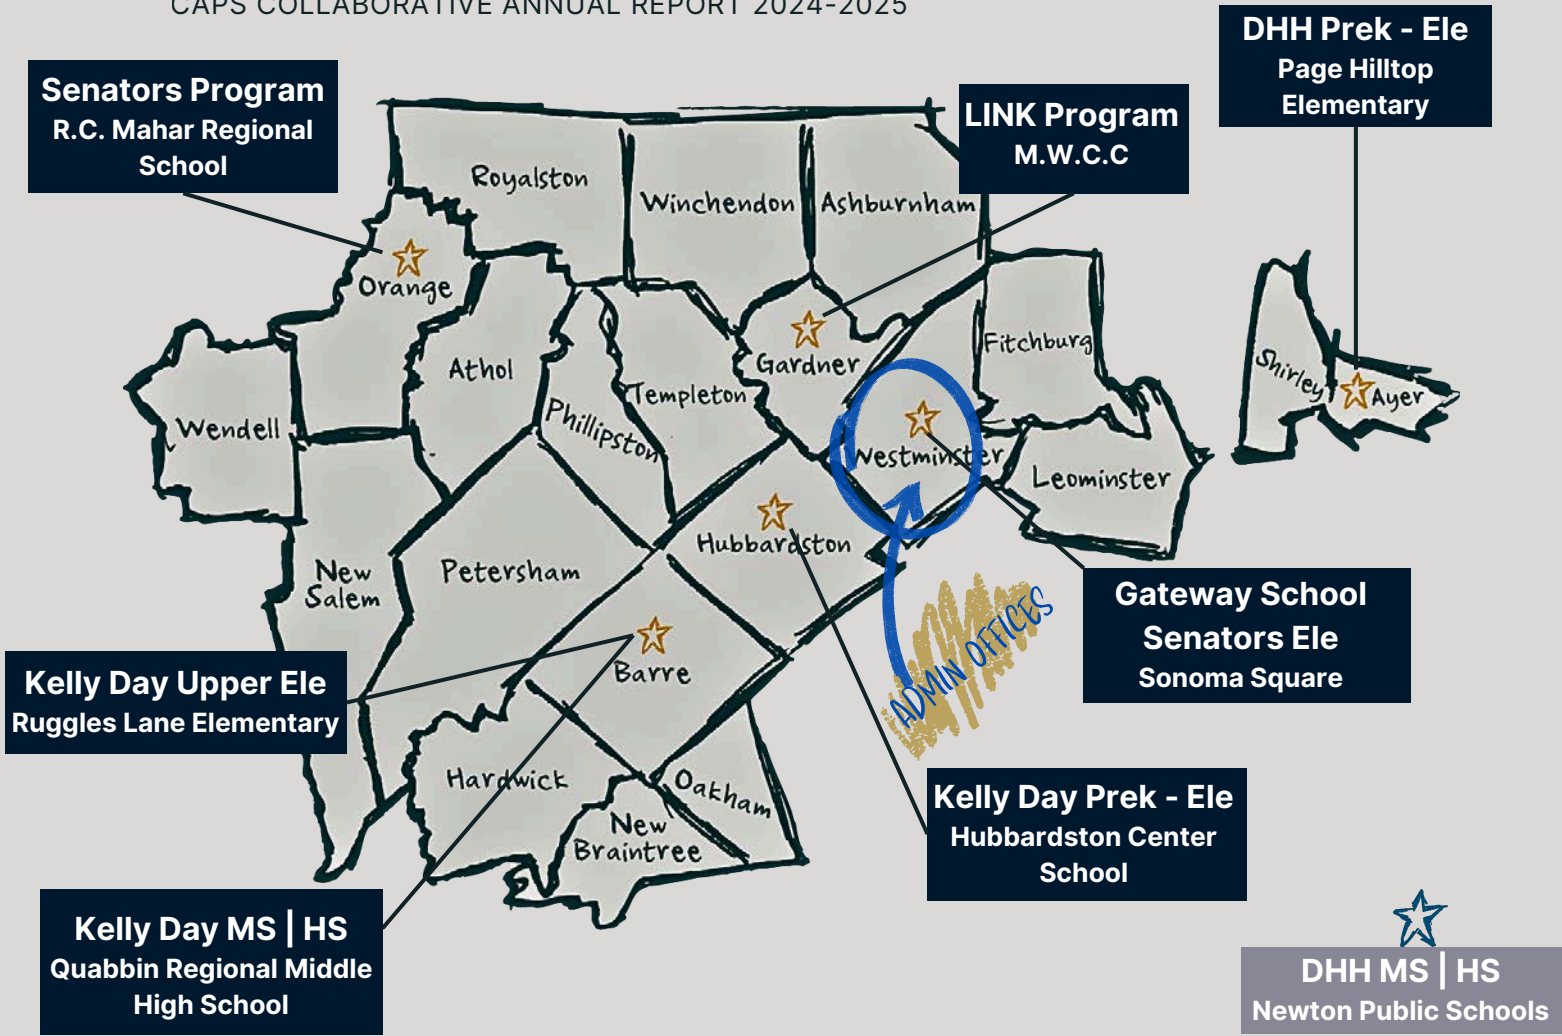 CAPS COLLABORATIVE ANNUAL REPORT 2024-2025
DHH Prek - Ele
Page Hilltop
Elementary
Senators Program
R.C. Mahar Regional
School
LINK Program
M.W.C.C
Royalston
Winchendon
Ashburnham
Orange
Fitchburg
Gardner
Athol
Templeton
Phillipston
Shirley
Ayer
Wendell
Westminster
Leominster
Hubbardston
New
Salem
Petersham
ADMIN OFFICES
Gateway School
Senators Ele
Sonoma Square
Barre
Kelly Day Upper Ele
Ruggles Lane Elementary
Hardwick
Oakham
New
Braintree
Kelly Day Prek - Ele
Hubbardston Center
School
Kelly Day MS | HS
Quabbin Regional Middle
High School
DHH MS | HS
Newton Public Schools